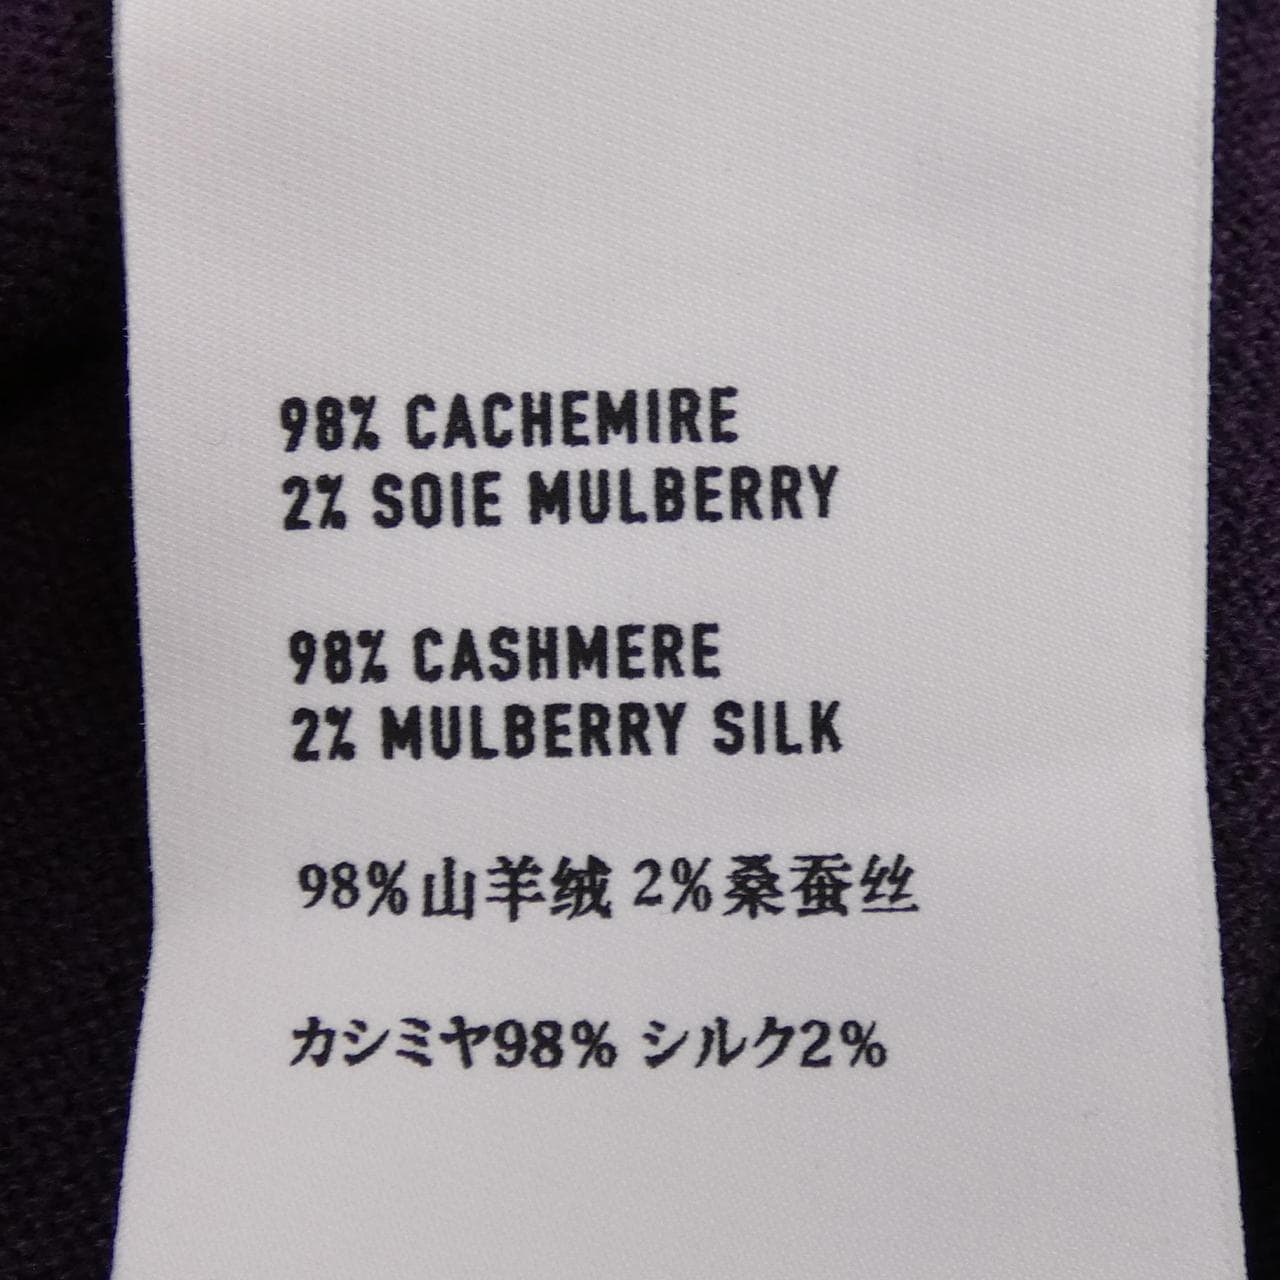 98% CACHEMIRE
2% SOIE MULBERRY
98% CASHMERE
2% MULBERRY SILK
98%山羊绒 2%桑蚕丝
カシミヤ98% シルク2%